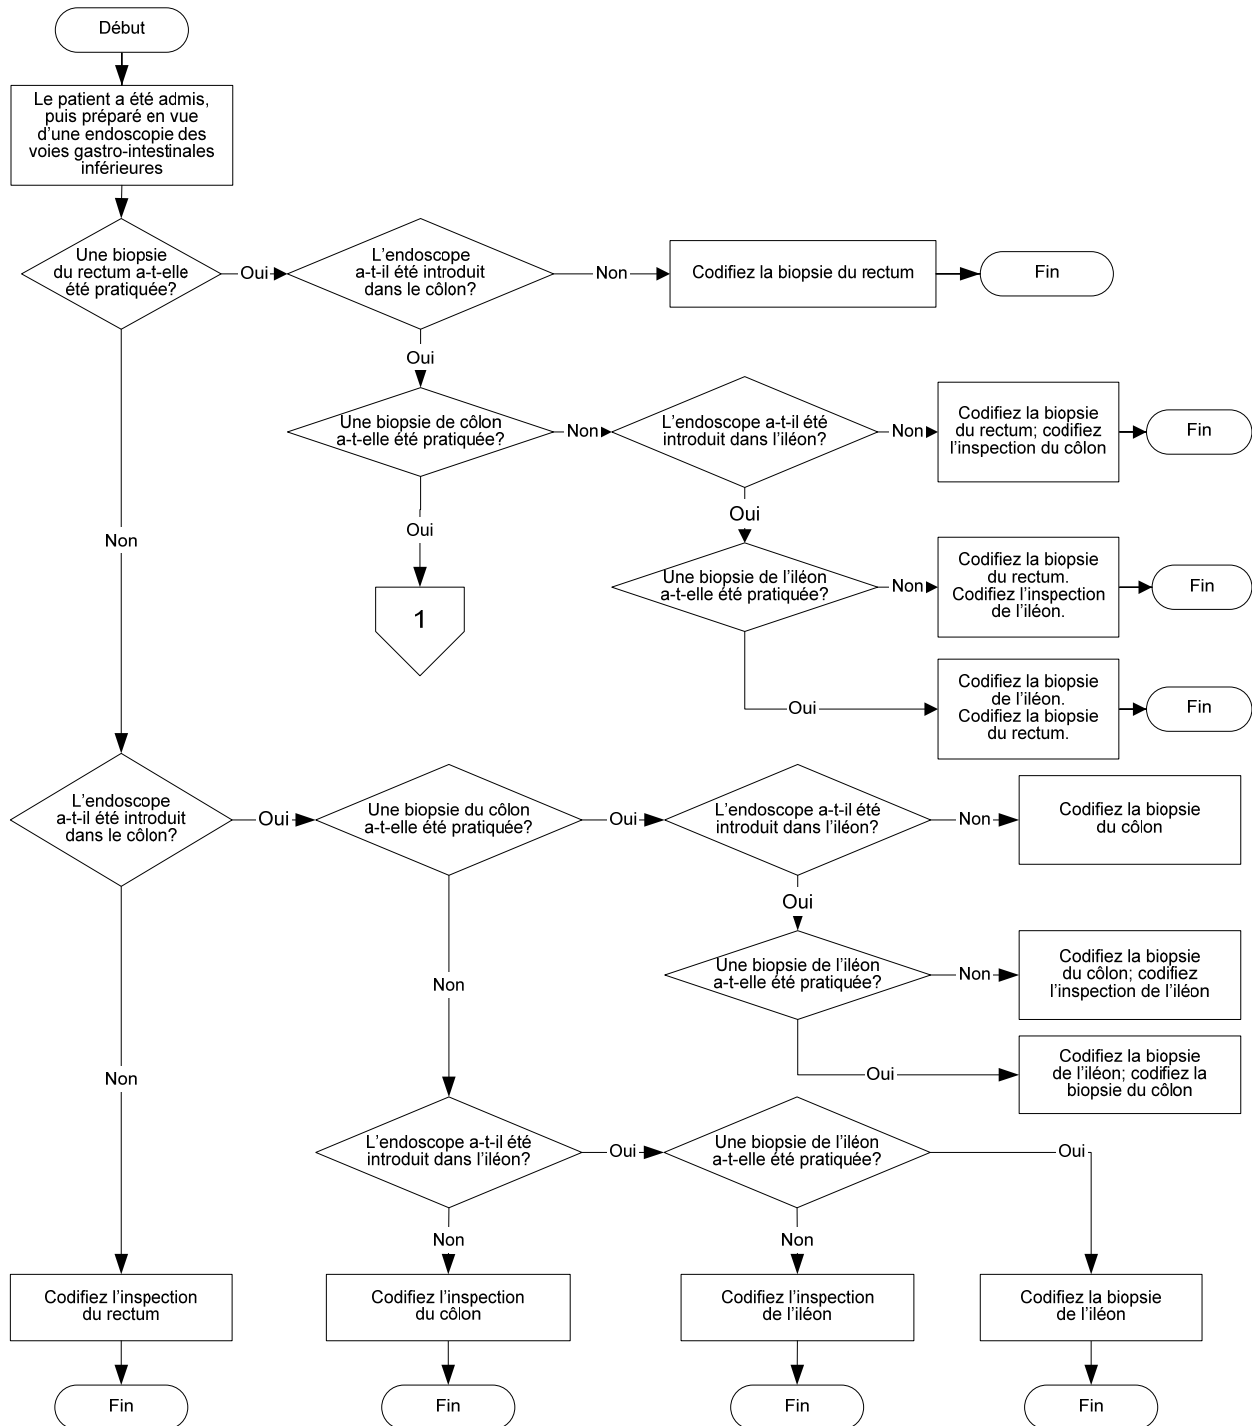 Début
Le patient a été admis,
puis préparé en vue
d'une endoscopie des
voies gastro-intestinales
inférieures
Une biopsie
du rectum a-t-elle
été pratiquée?
Oui
L'endoscope
a-t-il été introduit
dans le côlon?
Non
Codifiez la biopsie du rectum
Fin
Oui
Une biopsie de côlon
a-t-elle été pratiquée?
Non
L'endoscope a-t-il été
introduit dans l'iléon?
Non
Codifiez la biopsie
du rectum; codifiez
l'inspection du côlon
Fin
Non
Oui
1
Oui
Une biopsie de l'iléon
a-t-elle été pratiquée?
Non
Codifiez la biopsie
du rectum.
Codifiez l'inspection
de l'iléon.
Fin
Oui
Codifiez la biopsie
de l'iléon.
Codifiez la biopsie
du rectum.
Fin
L'endoscope
a-t-il été introduit
dans le côlon?
Oui
Une biopsie du côlon
a-t-elle été pratiquée?
Oui
L'endoscope a-t-il été
introduit dans l'iléon?
Non
Codifiez la biopsie
du côlon
Oui
Une biopsie de l'iléon
a-t-elle été pratiquée?
Non
Codifiez la biopsie
du côlon; codifiez
l'inspection de l'iléon
Oui
Codifiez la biopsie
de l'iléon; codifiez la
biopsie du côlon
Non
Non
L'endoscope a-t-il été
introduit dans l'iléon?
Oui
Une biopsie de l'iléon
a-t-elle été pratiquée?
Oui
Non
Non
Codifiez l'inspection
du rectum
Codifiez l'inspection
du côlon
Codifiez l'inspection
de l'iléon
Codifiez la biopsie
de l'iléon
Fin
Fin
Fin
Fin